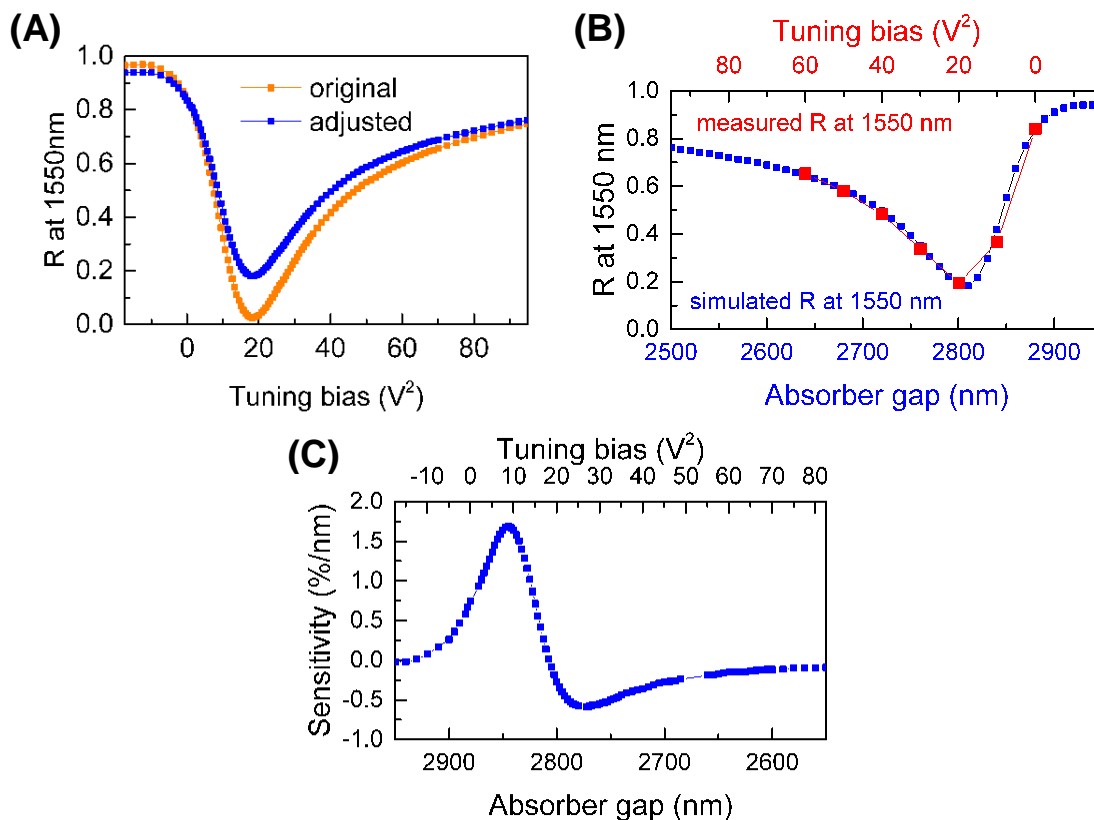 (A)
1.0
0.8
0.6
0.4
0.2
0.0
R at 1550nm
original
adjusted
0 20 40 60 80
Tuning bias (V²)
(B)
Tuning bias (V²)
80 60 40 20 0
1.0
0.8
0.6
0.4
0.2
0.0
R at 1550 nm
measured R at 1550 nm
simulated R at 1550 nm
2500 2600 2700 2800 2900
Absorber gap (nm)
(C)
Tuning bias (V²)
-10 0 10 20 30 40 50 60 70 80
2.0
1.5
1.0
0.5
0.0
-0.5
-1.0
Sensitivity (%/nm)
2900 2800 2700 2600
Absorber gap (nm)